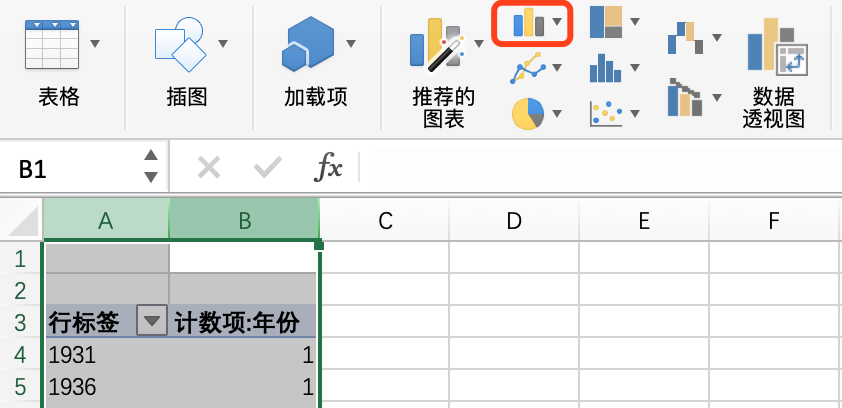 表格
插图
加载项
推荐的
图表
数据
透视图
B1
fx
A B C D E F
1
2
3 行标签 计数项:年份
4 1931 1
5 1936 1